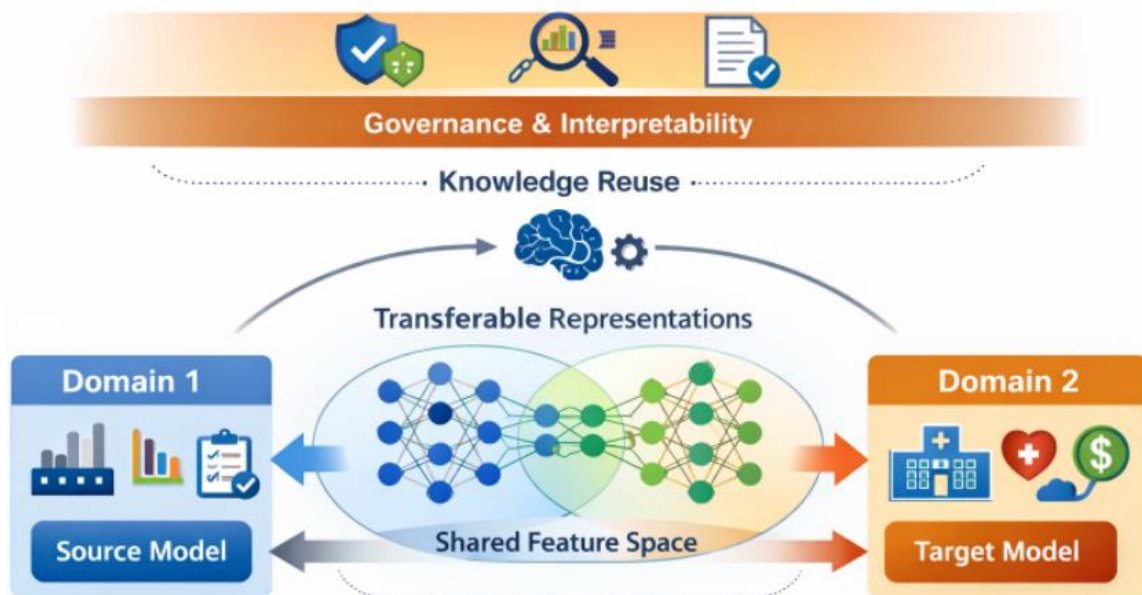 Governance & Interpretability
Knowledge Reuse
Transferable Representations
Domain 1
Domain 2
$
Shared Feature Space
Source Model
Target Model